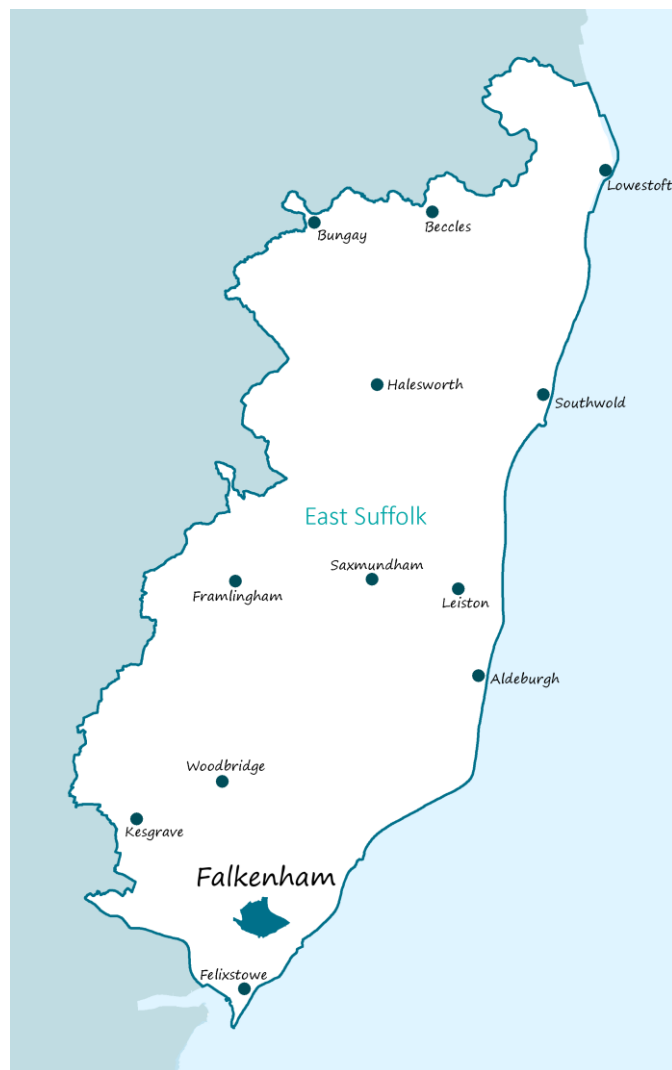 Lowestoft
Beccles
Bungay
Halesworth
Southwold
East Suffolk
Saxmundham
Framlingham
Leiston
Aldeburgh
Woodbridge
Kesgrave
Falkenham
Felixstowe